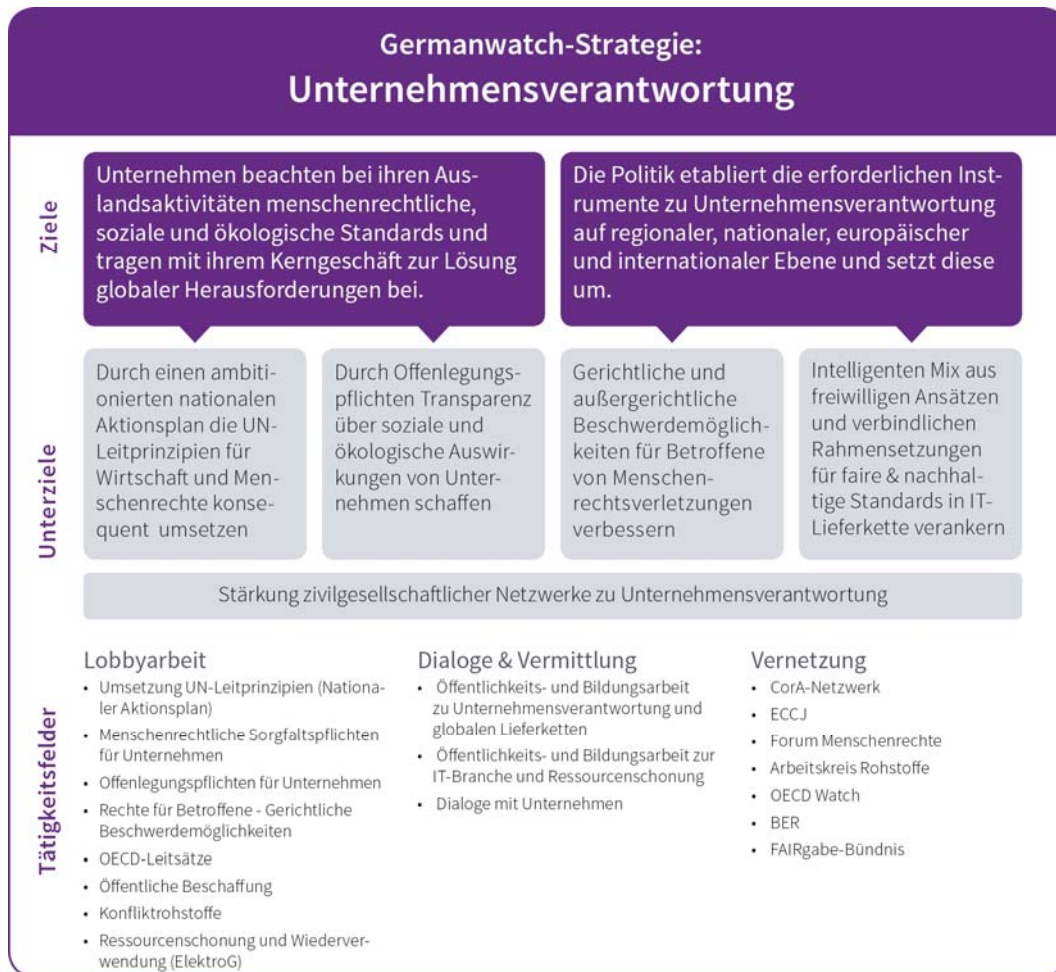 Germanwatch-Strategie:
Unternehmensverantwortung
Ziele
Unternehmen beachten bei ihren Aus-
landsaktivitäten menschenrechtliche,
soziale und ökologische Standards und
tragen mit ihrem Kerngeschäft zur Lösung
globaler Herausforderungen bei.
Die Politik etabliert die erforderlichen Inst-
rumente zu Unternehmensverantwortung
auf regionaler, nationaler, europäischer
und internationaler Ebene und setzt diese
um.
Unterziele
Durch einen ambiti-
onierten nationalen
Aktionsplan die UN-
Leitprinzipien für
Wirtschaft und Men-
schenrechte konse-
quent umsetzen
Durch Offenlegungs-
pflichten Transparenz
über soziale und
ökologische Auswir-
kungen von Unter-
nehmen schaffen
Gerichtliche und
außergerichtliche
Beschwerdemöglich-
keiten für Betroffene
von Menschen-
rechtsverletzungen
verbessern
Intelligenten Mix aus
freiwilligen Ansätzen
und verbindlichen
Rahmensetzungen
für faire & nachhal-
tige Standards in IT-
Lieferkette verankern
Stärkung zivilgesellschaftlicher Netzwerke zu Unternehmensverantwortung
Tätigkeitsfelder
Lobbyarbeit
• Umsetzung UN-Leitprinzipien (Nationa-
ler Aktionsplan)
• Menschenrechtliche Sorgfaltspflichten
für Unternehmen
• Offenlegungspflichten für Unternehmen
• Rechte für Betroffene - Gerichtliche
Beschwerdemöglichkeiten
• OECD-Leitsätze
• Öffentliche Beschaffung
• Konfliktrohstoffe
• Ressourcenschonung und Wiederver-
wendung (ElektroG)
Dialoge & Vermittlung
• Öffentlichkeits- und Bildungsarbeit
zu Unternehmensverantwortung und
globalen Lieferketten
• Öffentlichkeits- und Bildungsarbeit zur
IT-Branche und Ressourcenschonung
• Dialoge mit Unternehmen
Vernetzung
• CorA-Netzwerk
• ECCJ
• Forum Menschenrechte
• Arbeitskreis Rohstoffe
• OECD Watch
• BER
• FAIRgabe-Bündnis